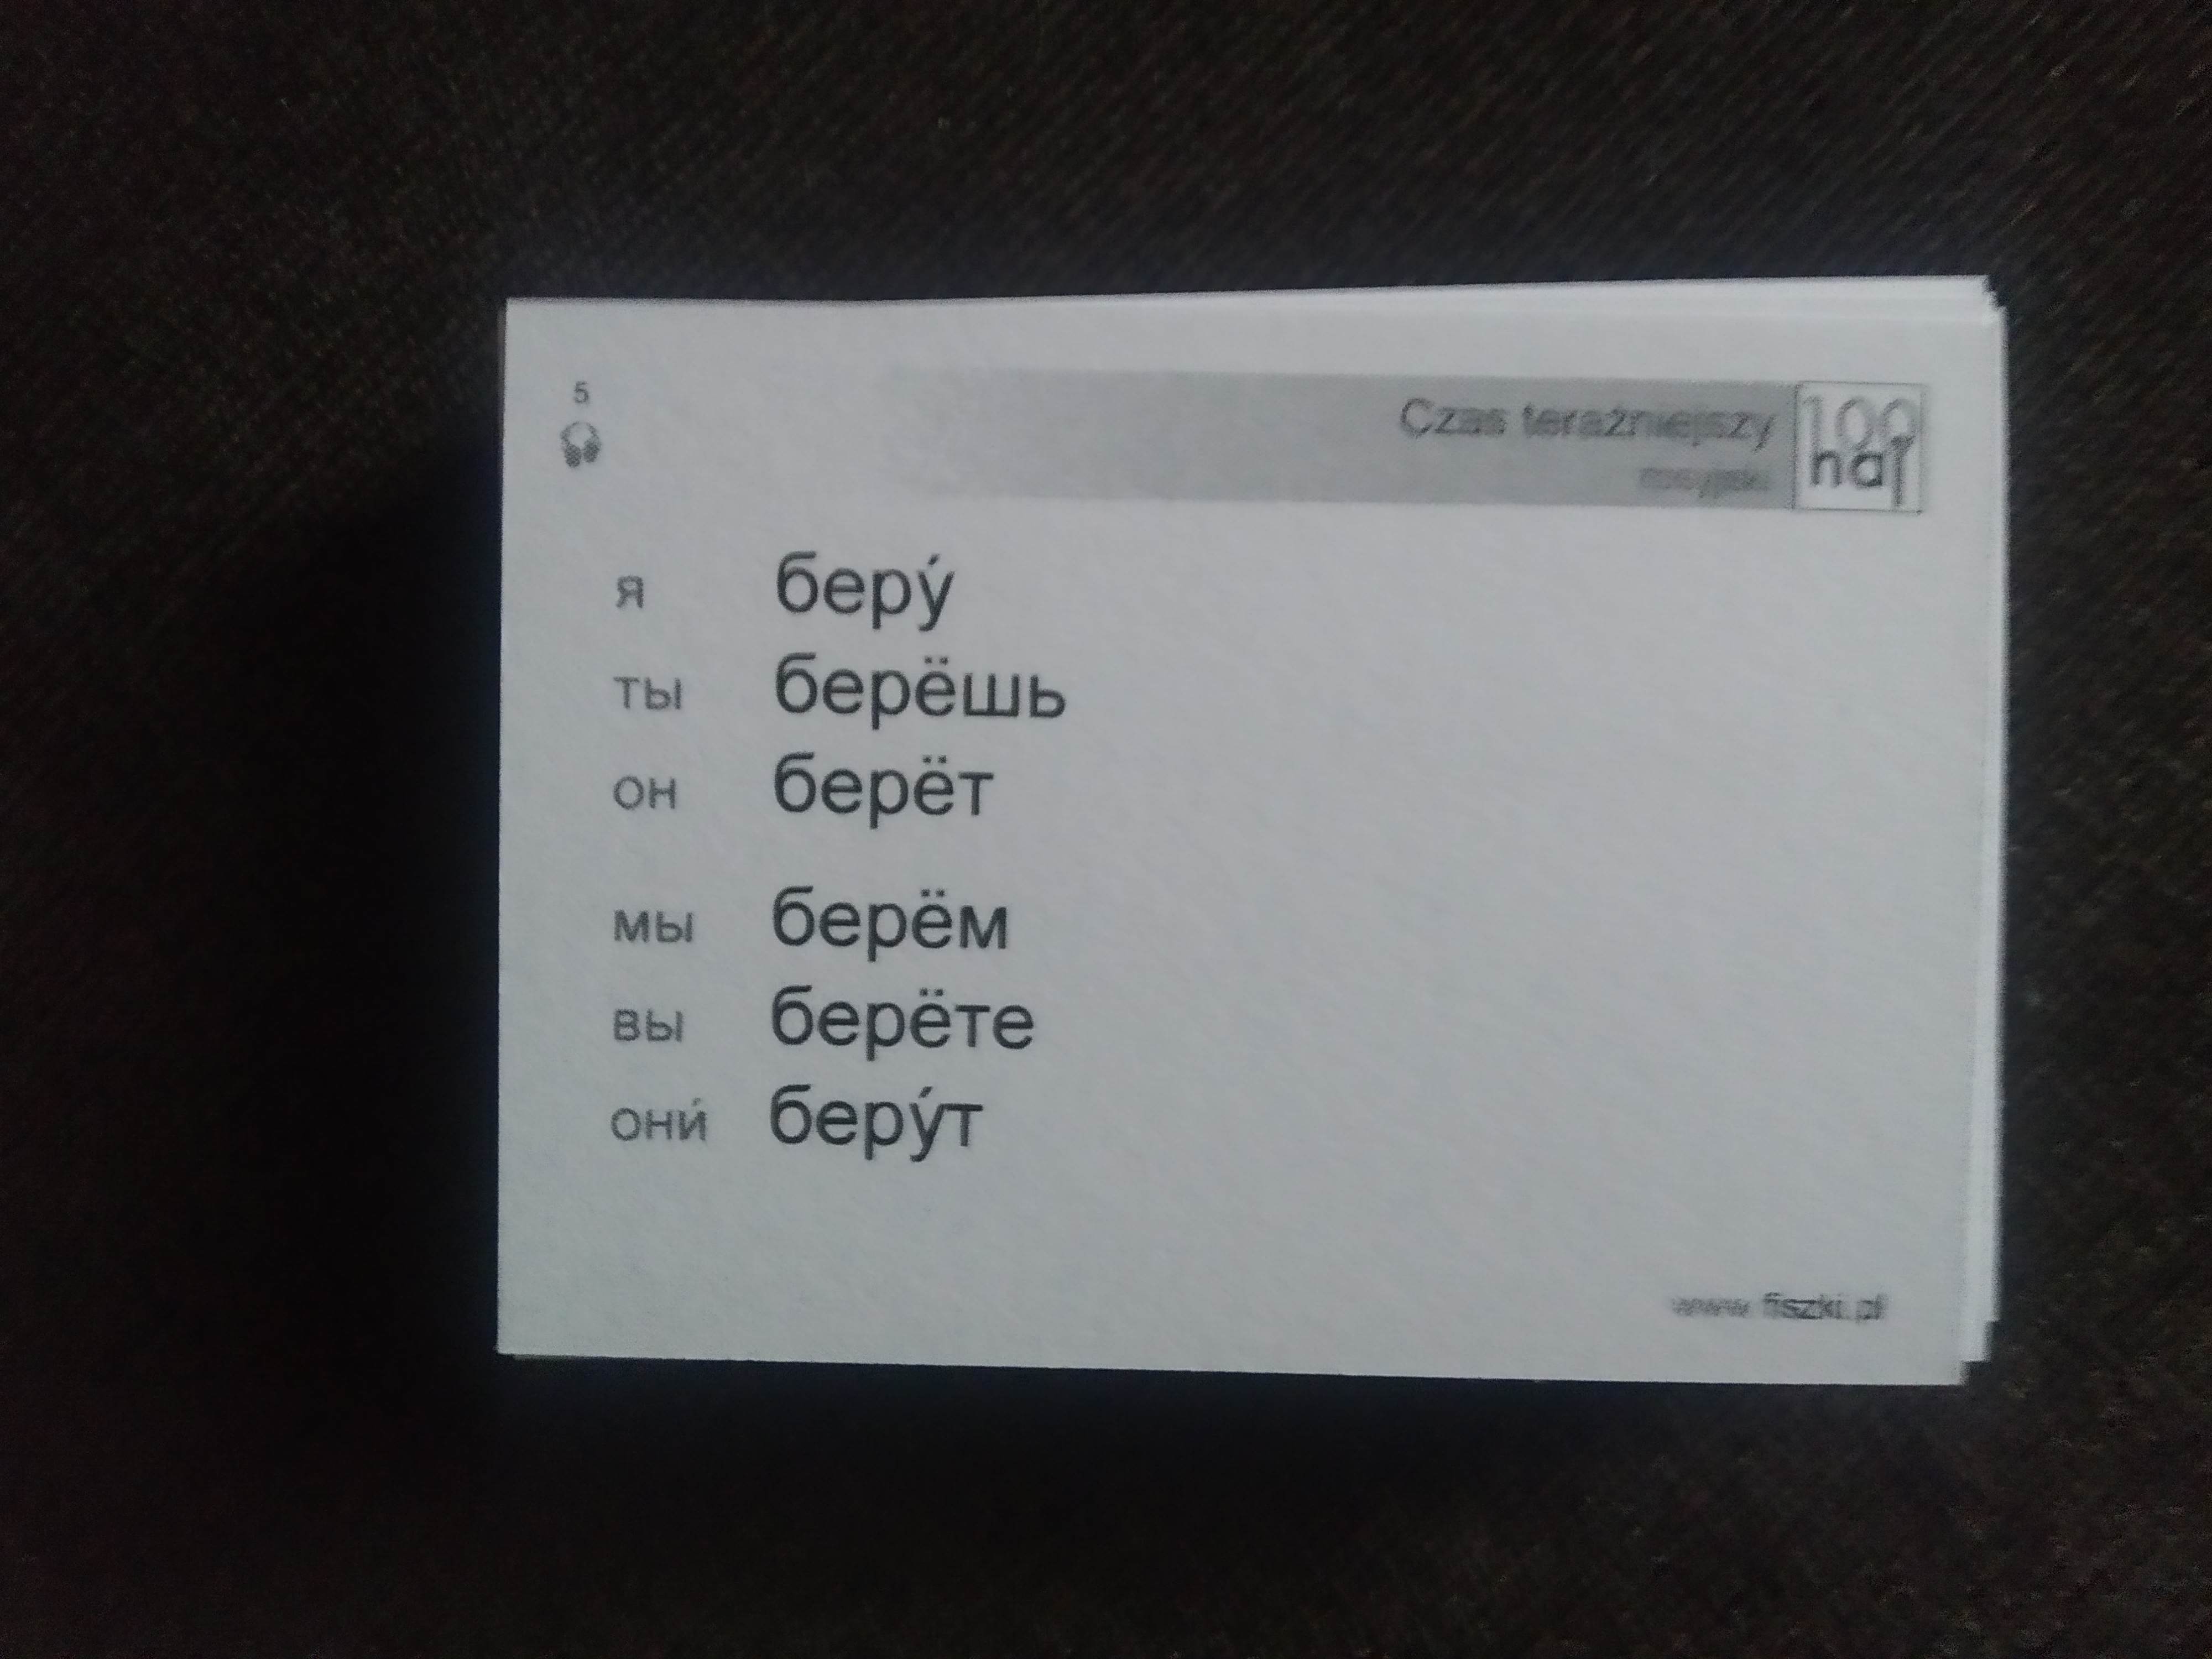 5
Czas teraźniejszy
rosyjski
100
naj
я беру́
ты берёшь
он берёт
мы берём
вы берёте
они́ беру́т
www.fiszki.pl